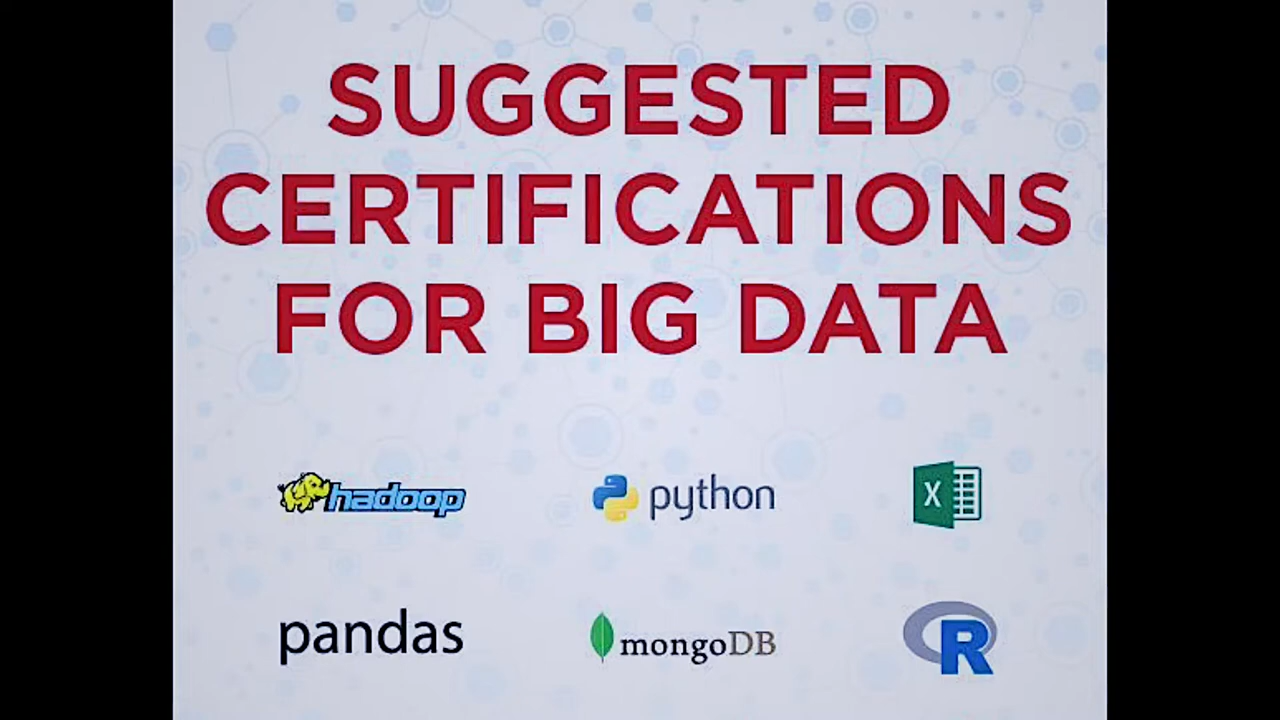 SUGGESTED
CERTIFICATIONS
FOR BIG DATA
hadoop
python
X
pandas
mongoDB
R